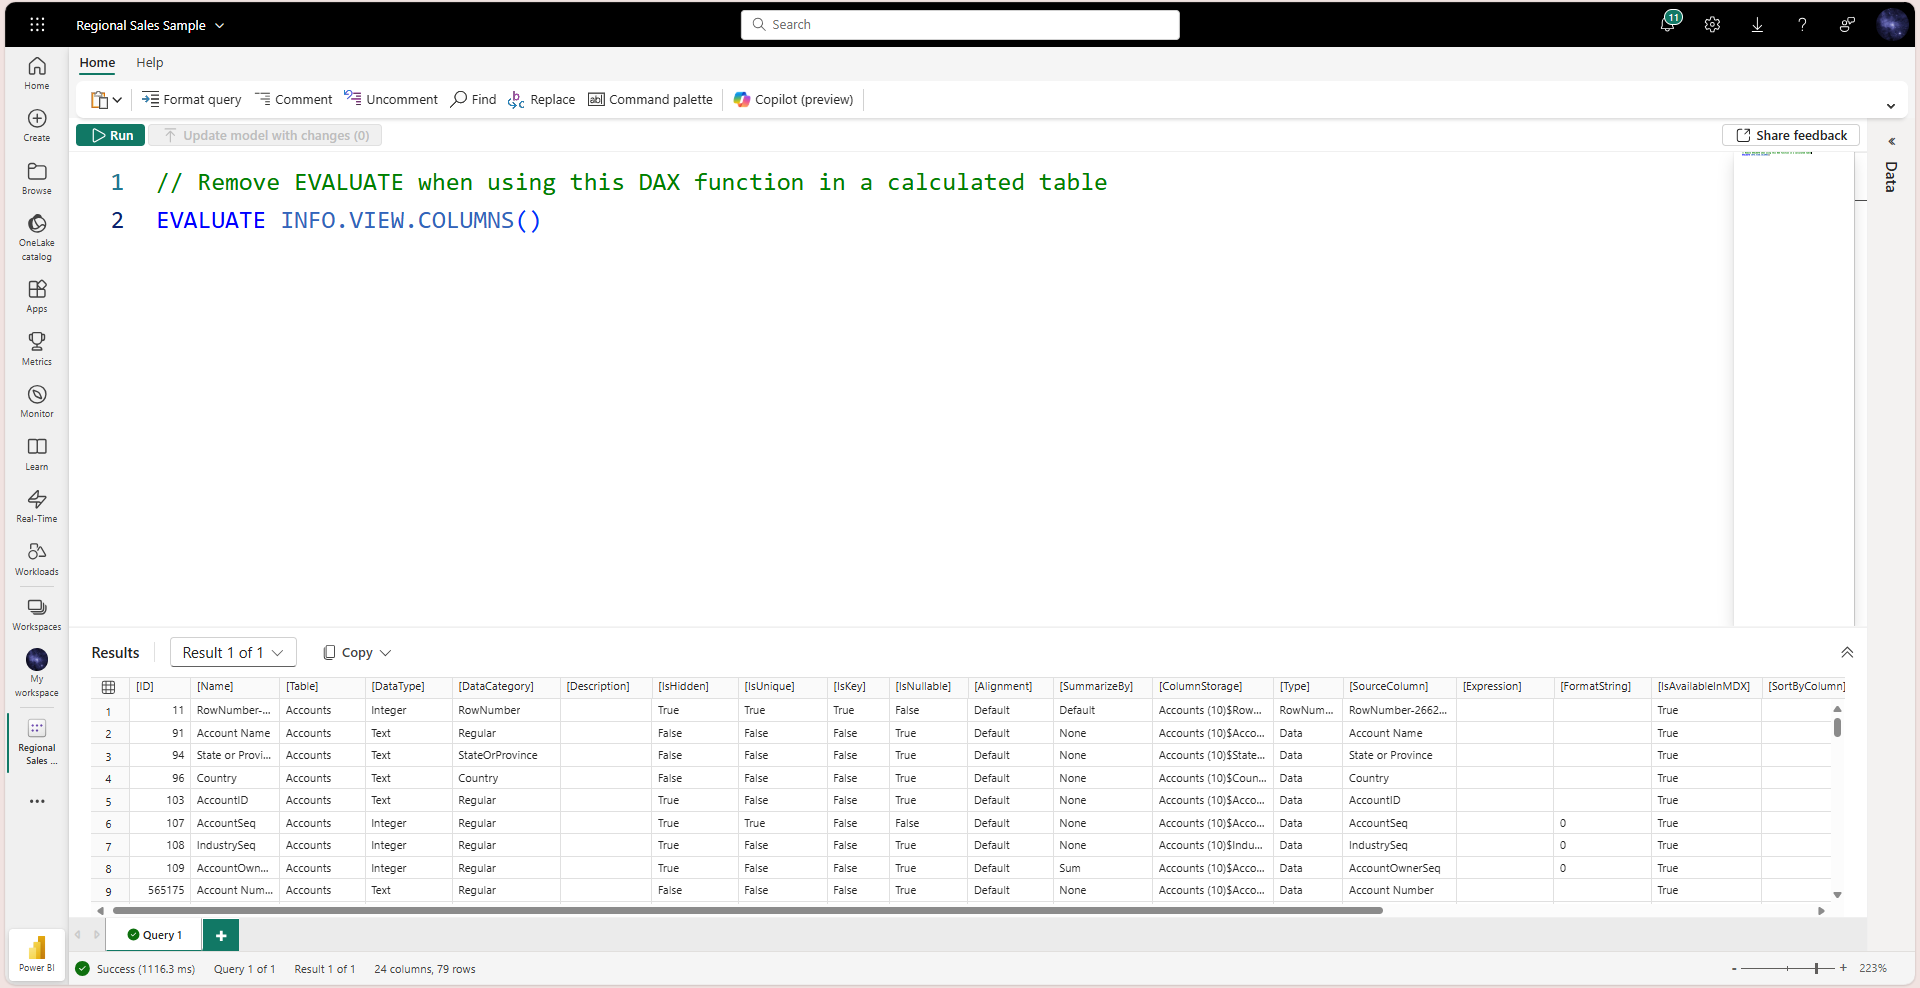 Regional Sales Sample
Search
11
Home
Create
Browse
OneLake
catalog
Apps
Metrics
Monitor
Learn
Real-Time
Workloads
Workspaces
My
workspace
Regional
Sales ...
Power BI
Home Help
Format query Comment Uncomment Find Replace Command palette Copilot (preview)
Run Update model with changes (0) Share feedback
Data
1 // Remove EVALUATE when using this DAX function in a calculated table
2 EVALUATE INFO.VIEW.COLUMNS()
Results Result 1 of 1 Copy
[ID] [Name] [Table] [DataType] [DataCategory] [Description] [IsHidden] [IsUnique] [IsKey] [IsNullable] [Alignment] [SummarizeBy] [ColumnStorage] [Type] [SourceColumn] [Expression] [FormatString] [IsAvailableInMDX] [SortByColumn]
1 11 RowNumber-... Accounts Integer RowNumber True True True False Default Default Accounts (10)$Row... RowNum... RowNumber-2662... True
2 91 Account Name Accounts Text Regular False False False True Default None Accounts (10)$Acco... Data Account Name True
3 94 State or Provi... Accounts Text StateOrProvince False False False True Default None Accounts (10)$State... Data State or Province True
4 96 Country Accounts Text Country False False False True Default None Accounts (10)$Coun... Data Country True
5 103 AccountID Accounts Text Regular True False False True Default None Accounts (10)$Acco... Data AccountID True
6 107 AccountSeq Accounts Integer Regular True True False False Default None Accounts (10)$Acco... Data AccountSeq 0 True
7 108 IndustrySeq Accounts Integer Regular True False False True Default None Accounts (10)$Indu... Data IndustrySeq 0 True
8 109 AccountOwn... Accounts Integer Regular True False False True Default Sum Accounts (10)$Acco... Data AccountOwnerSeq 0 True
9 565175 Account Num... Accounts Text Regular False False False True Default None Accounts (10)$Acco... Data Account Number True
Query 1
Success (1116.3 ms) Query 1 of 1 Result 1 of 1 24 columns, 79 rows - + 223%